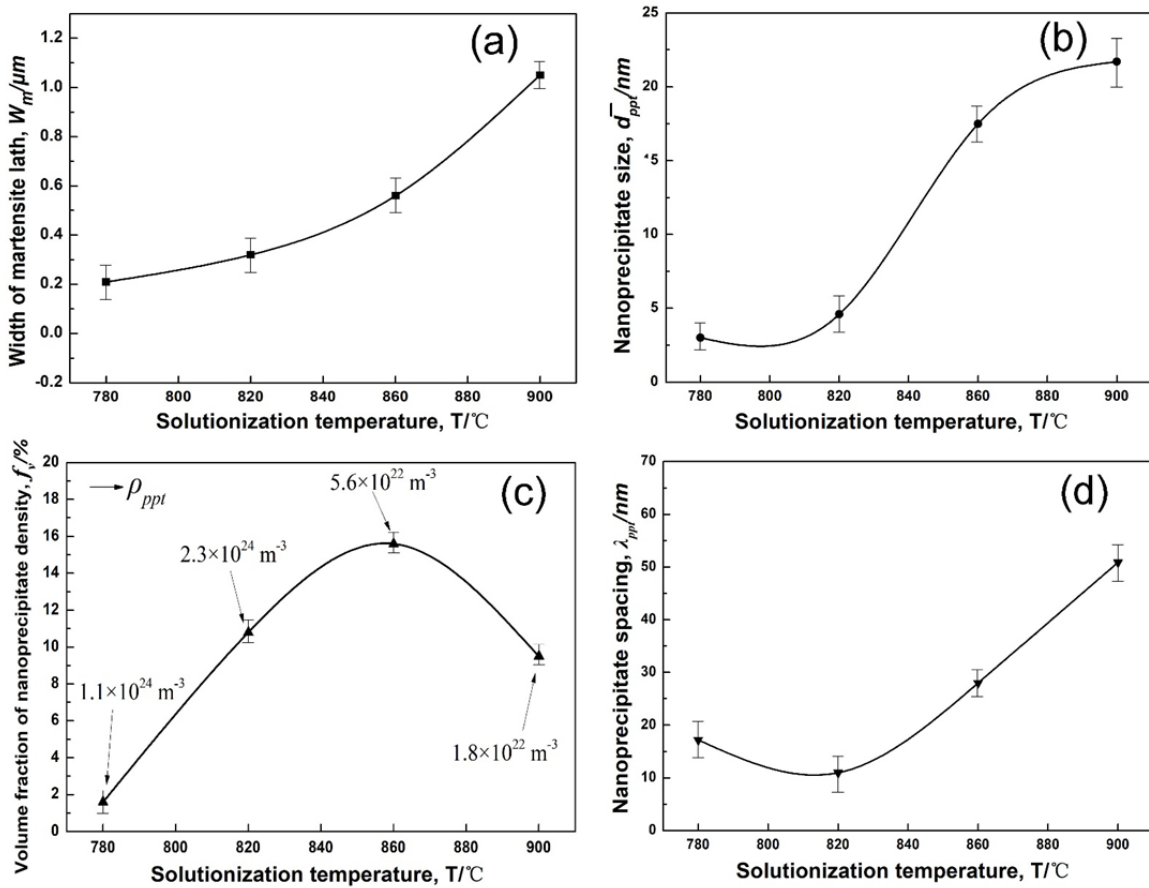 (a)
Width of martensite lath, W_m/μm
1.2
1.0
0.8
0.6
0.4
0.2
0.0
-0.2
780 800 820 840 860 880 900
Solutionization temperature, T/℃
(b)
Nanoprecipitate size, d̅_ppt/nm
25
20
15
10
5
0
780 800 820 840 860 880 900
Solutionization temperature, T/℃
(c)
Volume fraction of nanoprecipitate density, f_v/%
20
18
16
14
12
10
8
6
4
2
0
ρ_ppt
5.6×10²² m⁻³
2.3×10²⁴ m⁻³
1.1×10²⁴ m⁻³
1.8×10²² m⁻³
780 800 820 840 860 880 900
Solutionization temperature, T/℃
(d)
Nanoprecipitate spacing, λ_ppt/nm
70
60
50
40
30
20
10
0
780 800 820 840 860 880 900
Solutionization temperature, T/℃